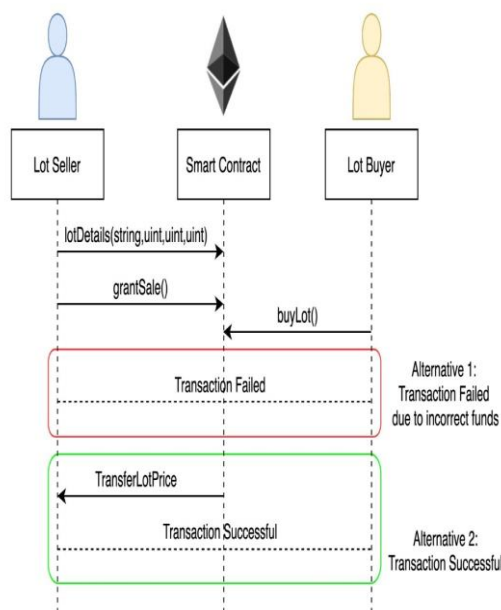 Lot Seller
Smart Contract
Lot Buyer
lotDetails(string,uint,uint,uint)
grantSale()
buyLot()
Transaction Failed
Alternative 1:
Transaction Failed
due to incorrect funds
TransferLotPrice
Transaction Successful
Alternative 2:
Transaction Successful